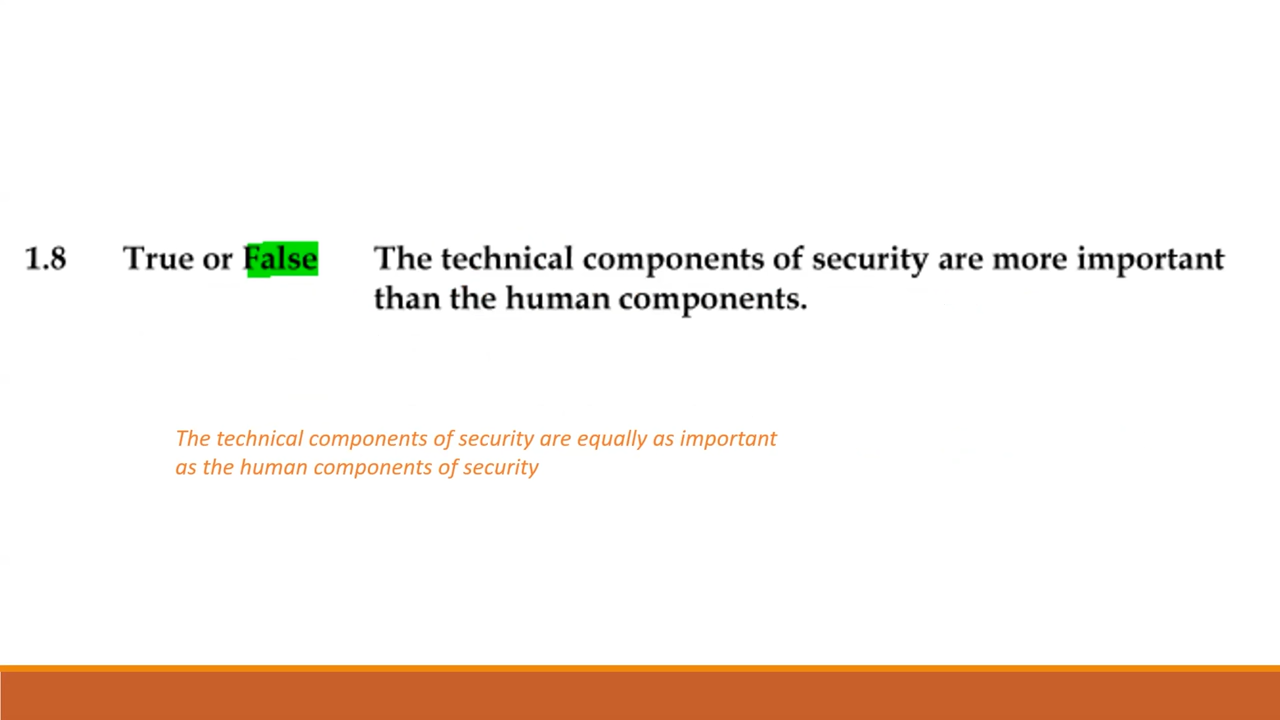 1.8 True or False The technical components of security are more important
than the human components.
The technical components of security are equally as important
as the human components of security